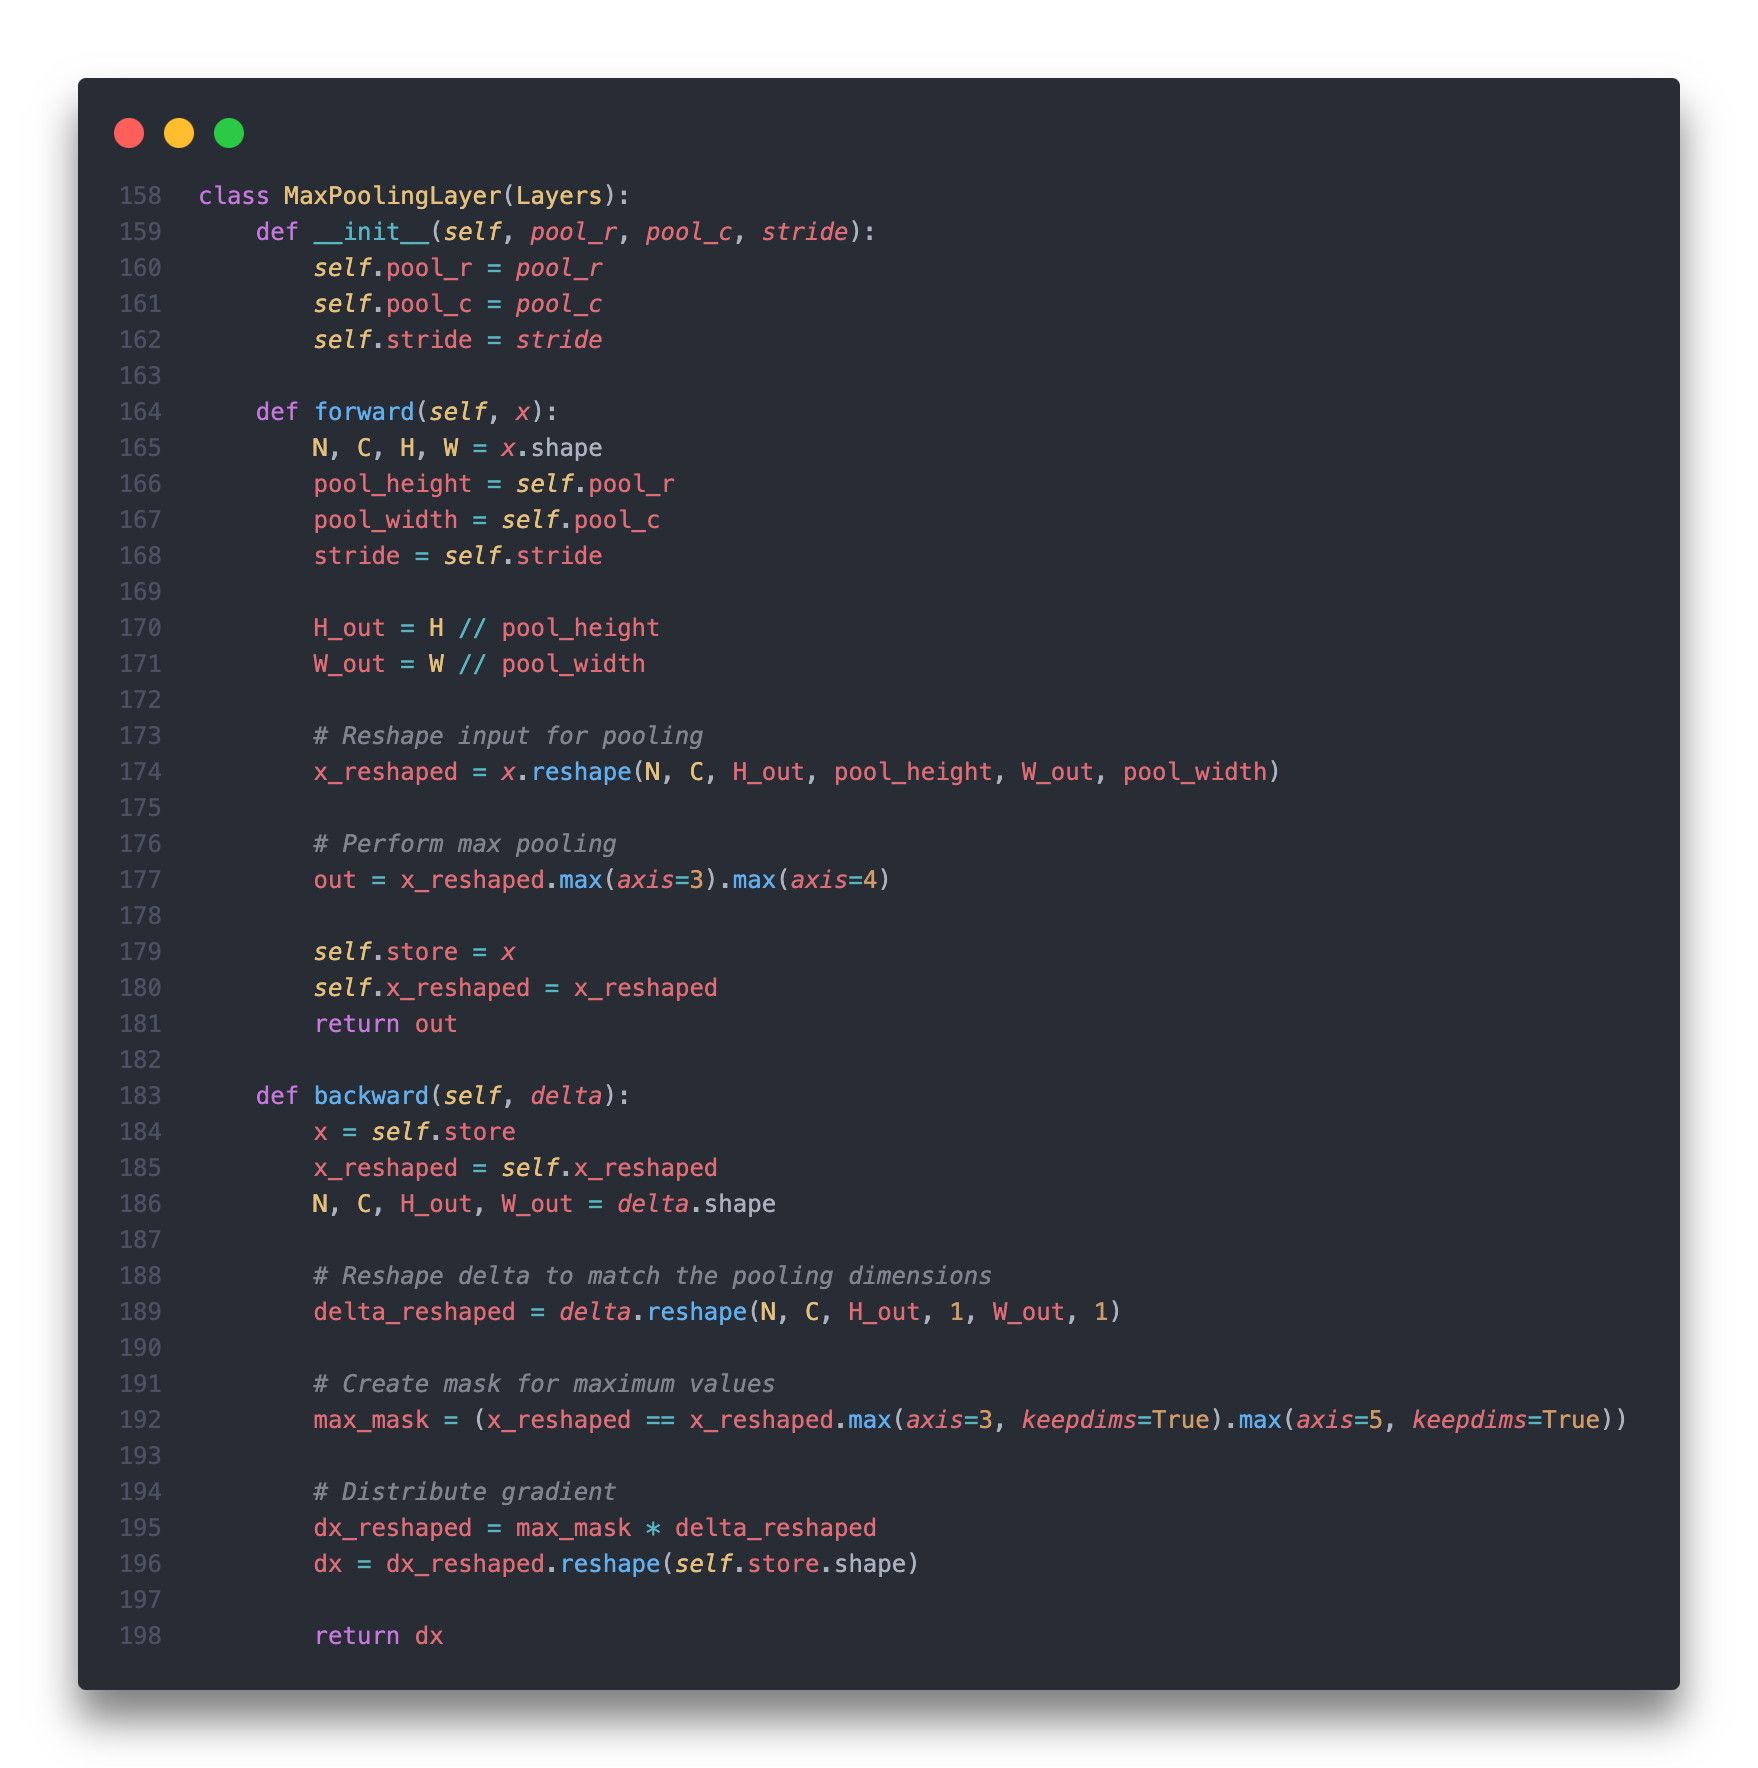 158 class MaxPoolingLayer(Layers):
159     def __init__(self, pool_r, pool_c, stride):
160         self.pool_r = pool_r
161         self.pool_c = pool_c
162         self.stride = stride
163
164     def forward(self, x):
165         N, C, H, W = x.shape
166         pool_height = self.pool_r
167         pool_width = self.pool_c
168         stride = self.stride
169
170         H_out = H // pool_height
171         W_out = W // pool_width
172
173         # Reshape input for pooling
174         x_reshaped = x.reshape(N, C, H_out, pool_height, W_out, pool_width)
175
176         # Perform max pooling
177         out = x_reshaped.max(axis=3).max(axis=4)
178
179         self.store = x
180         self.x_reshaped = x_reshaped
181         return out
182
183     def backward(self, delta):
184         x = self.store
185         x_reshaped = self.x_reshaped
186         N, C, H_out, W_out = delta.shape
187
188         # Reshape delta to match the pooling dimensions
189         delta_reshaped = delta.reshape(N, C, H_out, 1, W_out, 1)
190
191         # Create mask for maximum values
192         max_mask = (x_reshaped == x_reshaped.max(axis=3, keepdims=True).max(axis=5, keepdims=True))
193
194         # Distribute gradient
195         dx_reshaped = max_mask * delta_reshaped
196         dx = dx_reshaped.reshape(self.store.shape)
197
198         return dx